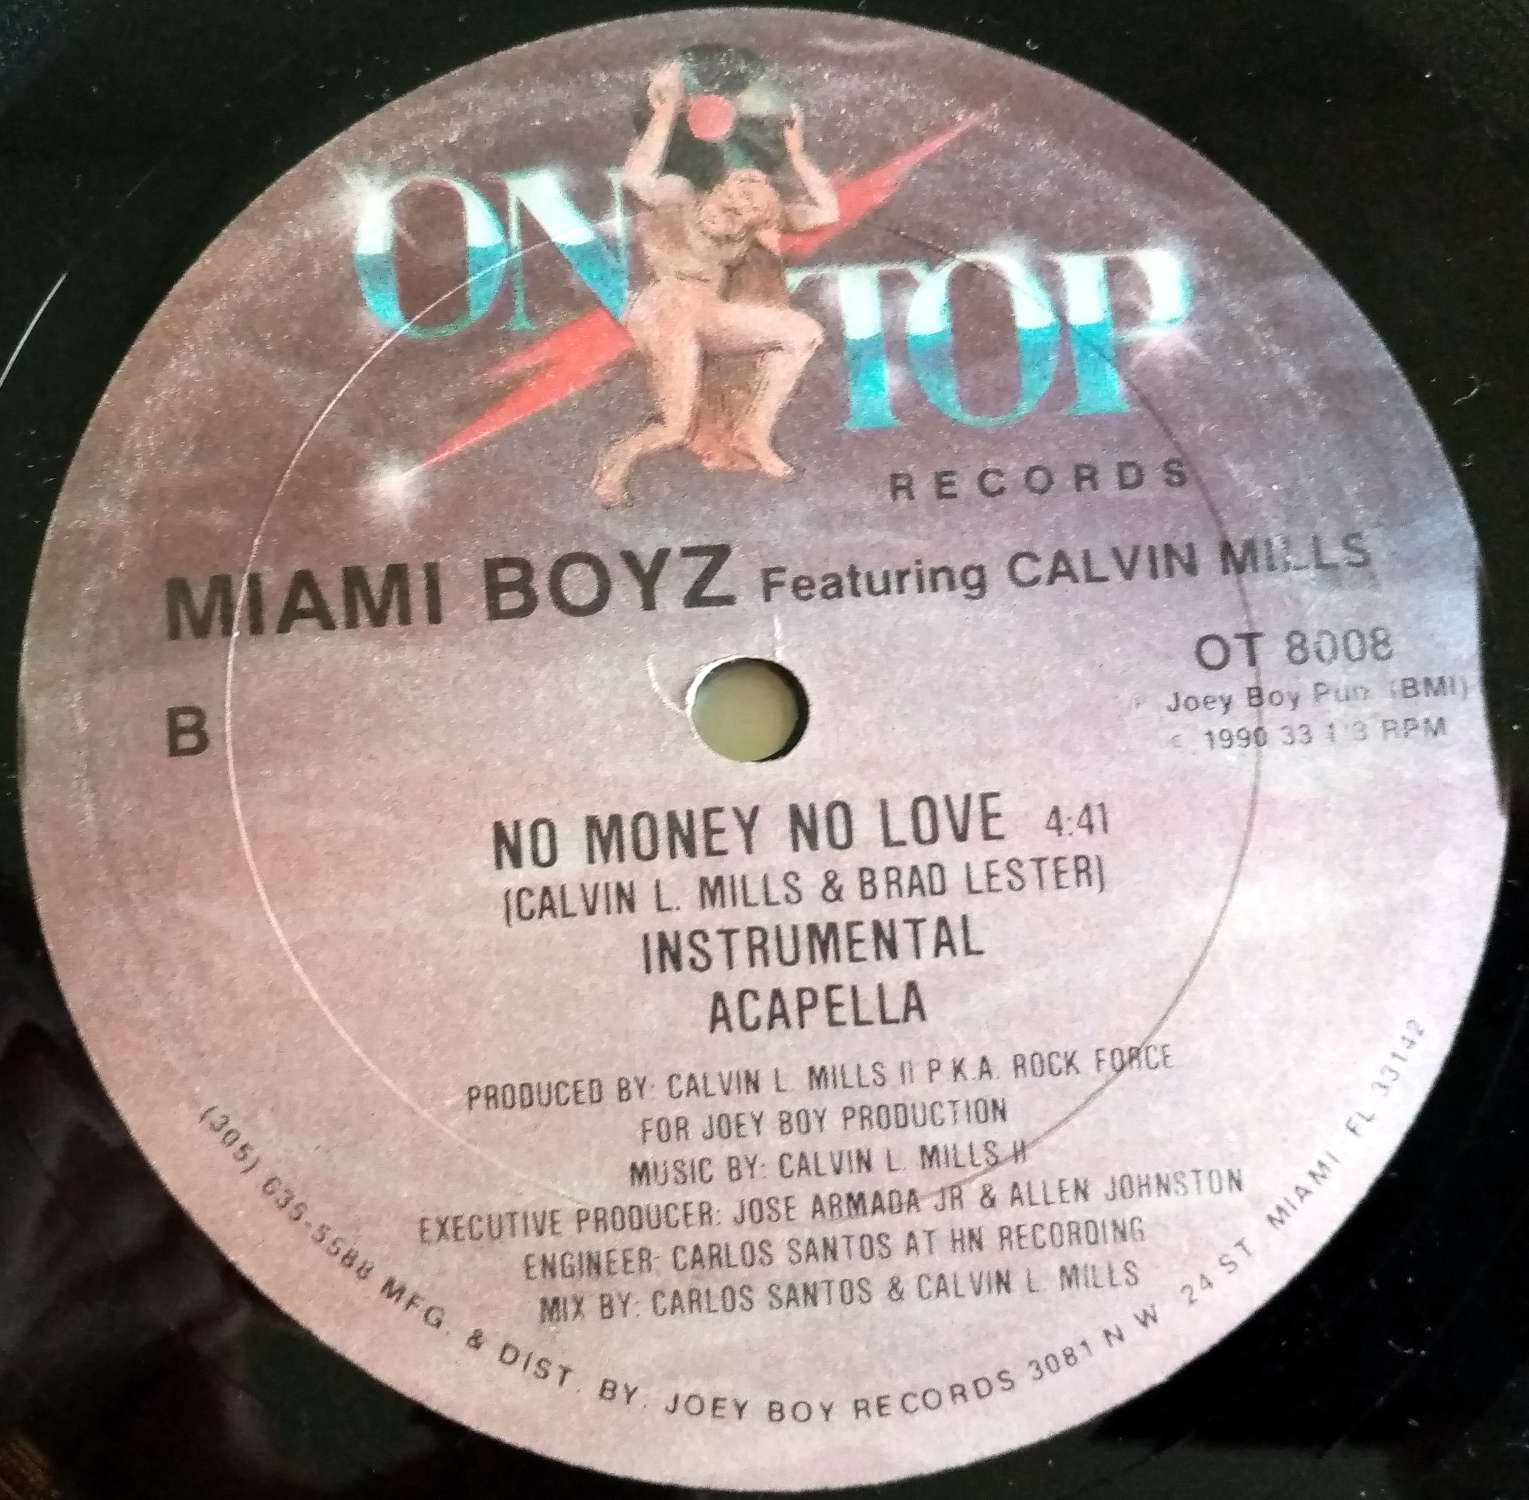 ON TOP
RECORDS
MIAMI BOYZ Featuring CALVIN MILLS
OT 8008
Joey Boy (BMI)
B
1990 33 1/3 RPM
NO MONEY NO LOVE 4:41
(CALVIN L. MILLS & BRAD LESTER)
INSTRUMENTAL
ACAPELLA
PRODUCED BY: CALVIN L. MILLS II P.K.A. ROCK FORCE
FOR JOEY BOY PRODUCTION
MUSIC BY: CALVIN L. MILLS II
EXECUTIVE PRODUCER: JOSE ARMADA JR & ALLEN JOHNSTON
ENGINEER: CARLOS SANTOS AT HN RECORDING
MIX BY: CARLOS SANTOS & CALVIN L. MILLS
(305) 635-5588 MFG. & DIST. BY. JOEY BOY RECORDS 3081 N W 24 ST MIAMI FL 33142